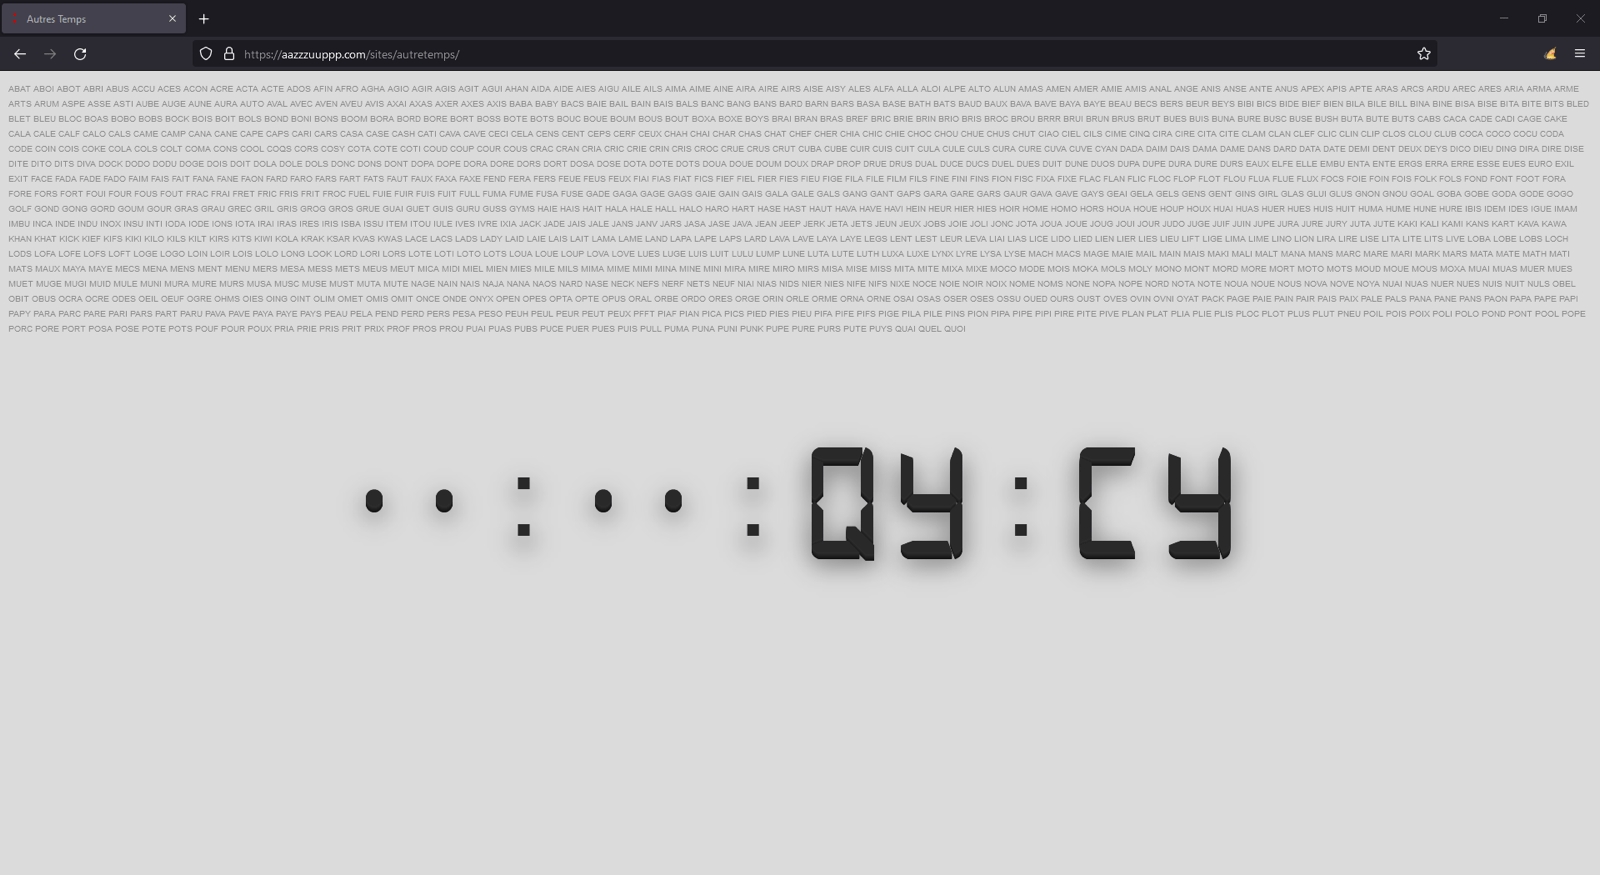 Autres Temps
https://aazzzuuppp.com/sites/autretemps/
ABAT ABOI ABOT ABRI ABUS ACCU ACES ACON ACRE ACTA ACTE ADOS AFIN AFRO AGHA AGIO AGIR AGIS AGIT AGUI AHAN AIDA AIDE AIES AIGU AILE AILS AIMA AIME AINE AIRA AIRE AIRS AISE AISY ALES ALFA ALLA ALOI ALPE ALTO ALUN AMAS AMEN AMER AMIE AMIS ANAL ANGE ANIS ANSE ANTE ANUS APEX APIS APTE ARAS ARCS ARDU AREC ARES ARIA ARMA ARME
ARTS ARUM ASPE ASSE ASTI AUBE AUGE AUNE AURA AUTO AVAL AVEC AVEN AVEU AVIS AXAI AXAS AXER AXES AXIS BABA BABY BACS BAIE BAIL BAIN BAIS BALS BANC BANG BANS BARD BARN BARS BASA BASE BATH BATS BAUD BAUX BAVA BAVE BAYA BAYE BEAU BECS BERS BEUR BEYS BIBI BICS BIDE BIEF BIEN BILA BILE BILL BINA BINE BISA BISE BITA BITE BITS BLED
BLET BLEU BLOC BOAS BOBO BOBS BOCK BOIS BOIT BOLS BOND BONI BONS BOOM BORA BORD BORE BORT BOSS BOTE BOTS BOUC BOUE BOUM BOUS BOUT BOXA BOXE BOYS BRAI BRAN BRAS BREF BRIC BRIE BRIN BRIO BRIS BROC BROU BRRR BRUI BRUN BRUS BRUT BUES BUIS BUNA BURE BUSC BUSE BUSH BUTA BUTE BUTS CABS CACA CADE CADI CAGE CAKE
CALA CALE CALF CALO CALS CAME CAMP CANA CANE CAPE CAPS CARI CARS CASA CASE CASH CATI CAVA CAVE CECI CELA CENS CENT CEPS CERF CEUX CHAH CHAI CHAR CHAS CHAT CHEF CHER CHIA CHIC CHIE CHOC CHOU CHUE CHUS CHUT CIAO CIEL CILS CIME CINQ CIRA CIRE CITA CITE CLAM CLAN CLEF CLIC CLIN CLIP CLOS CLOU CLUB COCA COCO COCU CODA
CODE COIN COIS COKE COLA COLS COLT COMA CONS COOL COQS CORS COSY COTA COTE COTI COUD COUP COUR COUS CRAC CRAN CRIA CRIC CRIE CRIN CRIS CROC CRUE CRUS CRUT CUBA CUBE CUIR CUIS CUIT CULA CULE CULS CURA CURE CUVA CUVE CYAN DADA DAIM DAIS DAMA DAME DANS DARD DATA DATE DEMI DENT DEUX DEYS DICO DIEU DING DIRA DIRE DISE
DITE DITO DITS DIVA DOCK DODO DODU DOGE DOIS DOIT DOLA DOLE DOLS DONC DONS DONT DOPA DOPE DORA DORE DORS DORT DOSA DOSE DOTA DOTE DOTS DOUA DOUE DOUM DOUX DRAP DROP DRUE DRUS DUAL DUCE DUCS DUEL DUES DUIT DUNE DUOS DUPA DUPE DURA DURE DURS EAUX ELFE ELLE EMBU ENTA ENTE ERGS ERRA ERRE ESSE EUES EURO EXIL
EXIT FACE FADA FADE FADO FAIM FAIS FAIT FANA FANE FAON FARD FARO FARS FART FATS FAUT FAUX FAXA FAXE FEND FERA FERS FEUE FEUS FEUX FIAI FIAS FIAT FICS FIEF FIEL FIER FIES FIEU FIGE FILA FILE FILM FILS FINE FINI FINS FION FISC FIXA FIXE FLAC FLAN FLIC FLOC FLOP FLOT FLOU FLUA FLUE FLUX FOCS FOIE FOIN FOIS FOLK FOLS FOND FONT FOOT FORA
FORE FORS FORT FOUI FOUR FOUS FOUT FRAC FRAI FRET FRIC FRIS FRIT FROC FUEL FUIE FUIR FUIS FUIT FULL FUMA FUME FUSA FUSE GADE GAGA GAGE GAGS GAIE GAIN GAIS GALA GALE GALS GANG GANT GAPS GARA GARE GARS GAUR GAVA GAVE GAYS GEAI GELA GELS GENS GENT GINS GIRL GLAS GLUI GLUS GNON GNOU GOAL GOBA GOBE GODA GODE GOGO
GOLF GOND GONG GORD GOUM GOUR GRAS GRAU GREC GRIL GRIS GROG GROS GRUE GUAI GUET GUIS GURU GUSS GYMS HAIE HAIS HAIT HALA HALE HALL HALO HARO HART HASE HAST HAUT HAVA HAVE HAVI HEIN HEUR HIER HIES HOIR HOME HOMO HORS HOUA HOUE HOUP HOUX HUAI HUAS HUER HUES HUIS HUIT HUMA HUME HUNE HURE IBIS IDEM IDES IGUE IMAM
IMBU INCA INDE INDU INOX INSU INTI IODA IODE IONS IOTA IRAI IRAS IRES IRIS ISBA ISSU ITEM ITOU IULE IVES IVRE IXIA JACK JADE JAIS JALE JANS JANV JARS JASA JASE JAVA JEAN JEEP JERK JETA JETS JEUN JEUX JOBS JOIE JOLI JONC JOTA JOUA JOUE JOUG JOUI JOUR JUDO JUGE JUIF JUIN JUPE JURA JURE JURY JUTA JUTE KAKI KALI KAMI KANS KART KAVA KAWA
KHAN KHAT KICK KIEF KIFS KIKI KILO KILS KILT KIRS KITS KIWI KOLA KRAK KSAR KVAS KWAS LACE LACS LADS LADY LAID LAIE LAIS LAIT LAMA LAME LAND LAPA LAPE LAPS LARD LAVA LAVE LAYA LAYE LEGS LENT LEST LEUR LEVA LIAI LIAS LICE LIDO LIED LIEN LIER LIES LIEU LIFT LIGE LIMA LIME LINO LION LIRA LIRE LISE LITA LITE LITS LIVE LOBA LOBE LOBS LOCH
LODS LOFA LOFE LOFS LOFT LOGE LOGO LOIN LOIR LOIS LOLO LONG LOOK LORD LORI LORS LOTE LOTI LOTO LOTS LOUA LOUE LOUP LOVA LOVE LUES LUGE LUIS LUIT LULU LUMP LUNE LUTA LUTE LUTH LUXA LUXE LYNX LYRE LYSA LYSE MACH MACS MAGE MAIE MAIL MAIN MAIS MAKI MALI MALT MANA MANS MARC MARE MARI MARK MARS MATA MATE MATH MATI
MATS MAUX MAYA MAYE MECS MENA MENS MENT MENU MERS MESA MESS METS MEUS MEUT MICA MIDI MIEL MIEN MIES MILE MILS MIMA MIME MIMI MINA MINE MINI MIRA MIRE MIRO MIRS MISA MISE MISS MITA MITE MIXA MIXE MOCO MODE MOIS MOKA MOLS MOLY MONO MONT MORD MORE MORT MOTO MOTS MOUD MOUE MOUS MOXA MUAI MUAS MUER MUES
MUET MUGE MUGI MUID MULE MUNI MURA MURE MURS MUSA MUSC MUSE MUST MUTA MUTE NAGE NAIN NAIS NAJA NANA NAOS NARD NASE NECK NEFS NERF NETS NEUF NIAI NIAS NIDS NIER NIES NIFE NIFS NIXE NOCE NOIE NOIR NOIX NOME NOMS NONE NOPA NOPE NORD NOTA NOTE NOUA NOUE NOUS NOVA NOVE NOYA NUAI NUAS NUER NUES NUIS NUIT NULS OBEL
OBIT OBUS OCRA OCRE ODES OEIL OEUF OGRE OHMS OIES OING OINT OLIM OMET OMIS OMIT ONCE ONDE ONYX OPEN OPES OPTA OPTE OPUS ORAL ORBE ORDO ORES ORGE ORIN ORLE ORME ORNA ORNE OSAI OSAS OSER OSES OSSU OUED OURS OUST OVES OVIN OVNI OYAT PACK PAGE PAIE PAIN PAIR PAIS PAIX PALE PALS PANA PANE PANS PAON PAPA PAPE PAPI
PAPY PARA PARC PARE PARI PARS PART PARU PAVA PAVE PAYA PAYE PAYS PEAU PELA PEND PERD PERS PESA PESO PEUH PEUL PEUR PEUT PEUX PFFT PIAF PIAN PICA PICS PIED PIES PIEU PIFA PIFE PIFS PIGE PILA PILE PINS PION PIPA PIPE PIPI PIRE PITE PIVE PLAN PLAT PLIA PLIE PLIS PLOC PLOT PLUS PLUT PNEU POIL POIS POIX POLI POLO POND PONT POOL POPE
PORC PORE PORT POSA POSE POTE POTS POUF POUR POUX PRIA PRIE PRIS PRIT PRIX PROF PROS PROU PUAI PUAS PUBS PUCE PUER PUES PUIS PULL PUMA PUNA PUNI PUNK PUPE PURE PURS PUTE PUYS QUAI QUEL QUOI
..:..:QY:CY